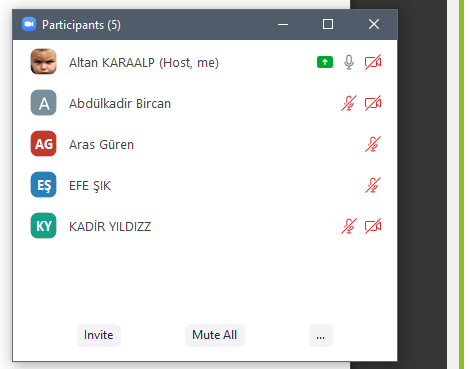 Participants (5)
Altan KARAALP (Host, me)
A Abdülkadir Bircan
AG Aras Güren
EŞ EFE ŞIK
KY KADİR YILDIZZ
Invite Mute All ...